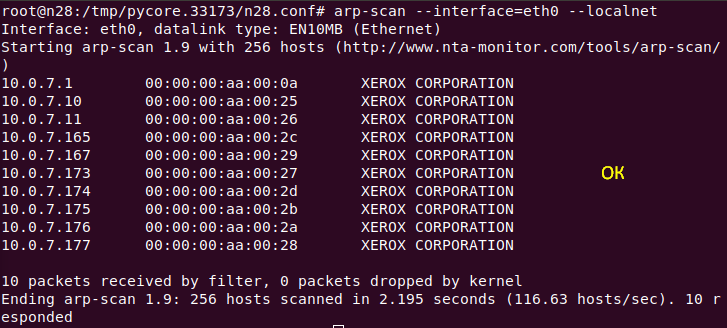 root@n28:/tmp/pycore.33173/n28.conf# arp-scan --interface=eth0 --localnet
Interface: eth0, datalink type: EN10MB (Ethernet)
Starting arp-scan 1.9 with 256 hosts (http://www.nta-monitor.com/tools/arp-scan/
)
10.0.7.1 00:00:00:aa:00:0a XEROX CORPORATION
10.0.7.10 00:00:00:aa:00:25 XEROX CORPORATION
10.0.7.11 00:00:00:aa:00:26 XEROX CORPORATION
10.0.7.165 00:00:00:aa:00:2c XEROX CORPORATION
10.0.7.167 00:00:00:aa:00:29 XEROX CORPORATION
10.0.7.173 00:00:00:aa:00:27 XEROX CORPORATION OK
10.0.7.174 00:00:00:aa:00:2d XEROX CORPORATION
10.0.7.175 00:00:00:aa:00:2b XEROX CORPORATION
10.0.7.176 00:00:00:aa:00:2a XEROX CORPORATION
10.0.7.177 00:00:00:aa:00:28 XEROX CORPORATION
10 packets received by filter, 0 packets dropped by kernel
Ending arp-scan 1.9: 256 hosts scanned in 2.195 seconds (116.63 hosts/sec). 10 r
esponded